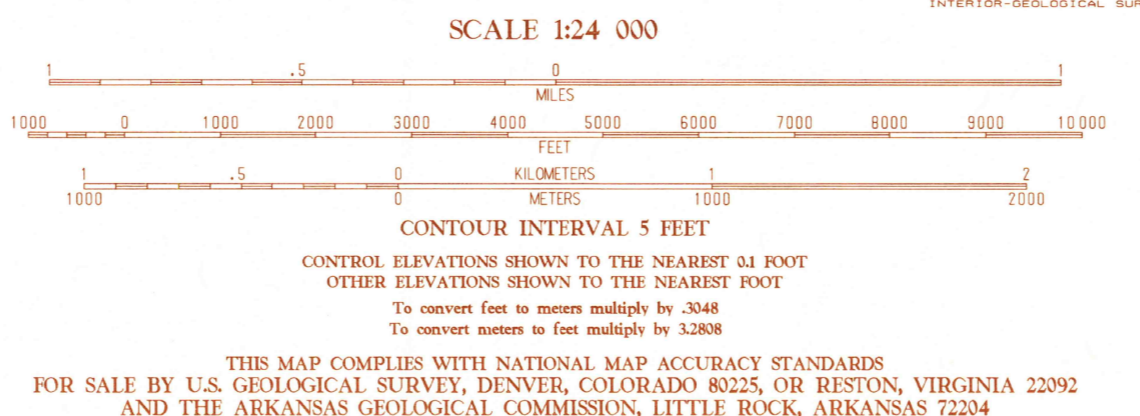 INTERIOR-GEOLOGICAL
SCALE 1:24 000
1 .5 0 1
MILES
1000 0 1000 2000 3000 4000 5000 6000 7000 8000 9000 10 000
FEET
1 .5 0 KILOMETERS 1 2
1000 0 METERS 1000 2000
CONTOUR INTERVAL 5 FEET
CONTROL ELEVATIONS SHOWN TO THE NEAREST 0.1 FOOT
OTHER ELEVATIONS SHOWN TO THE NEAREST FOOT
To convert feet to meters multiply by .3048
To convert meters to feet multiply by 3.2808
THIS MAP COMPLIES WITH NATIONAL MAP ACCURACY STANDARDS
FOR SALE BY U.S. GEOLOGICAL SURVEY, DENVER, COLORADO 80225, OR RESTON, VIRGINIA 22092
AND THE ARKANSAS GEOLOGICAL COMMISSION, LITTLE ROCK, ARKANSAS 72204